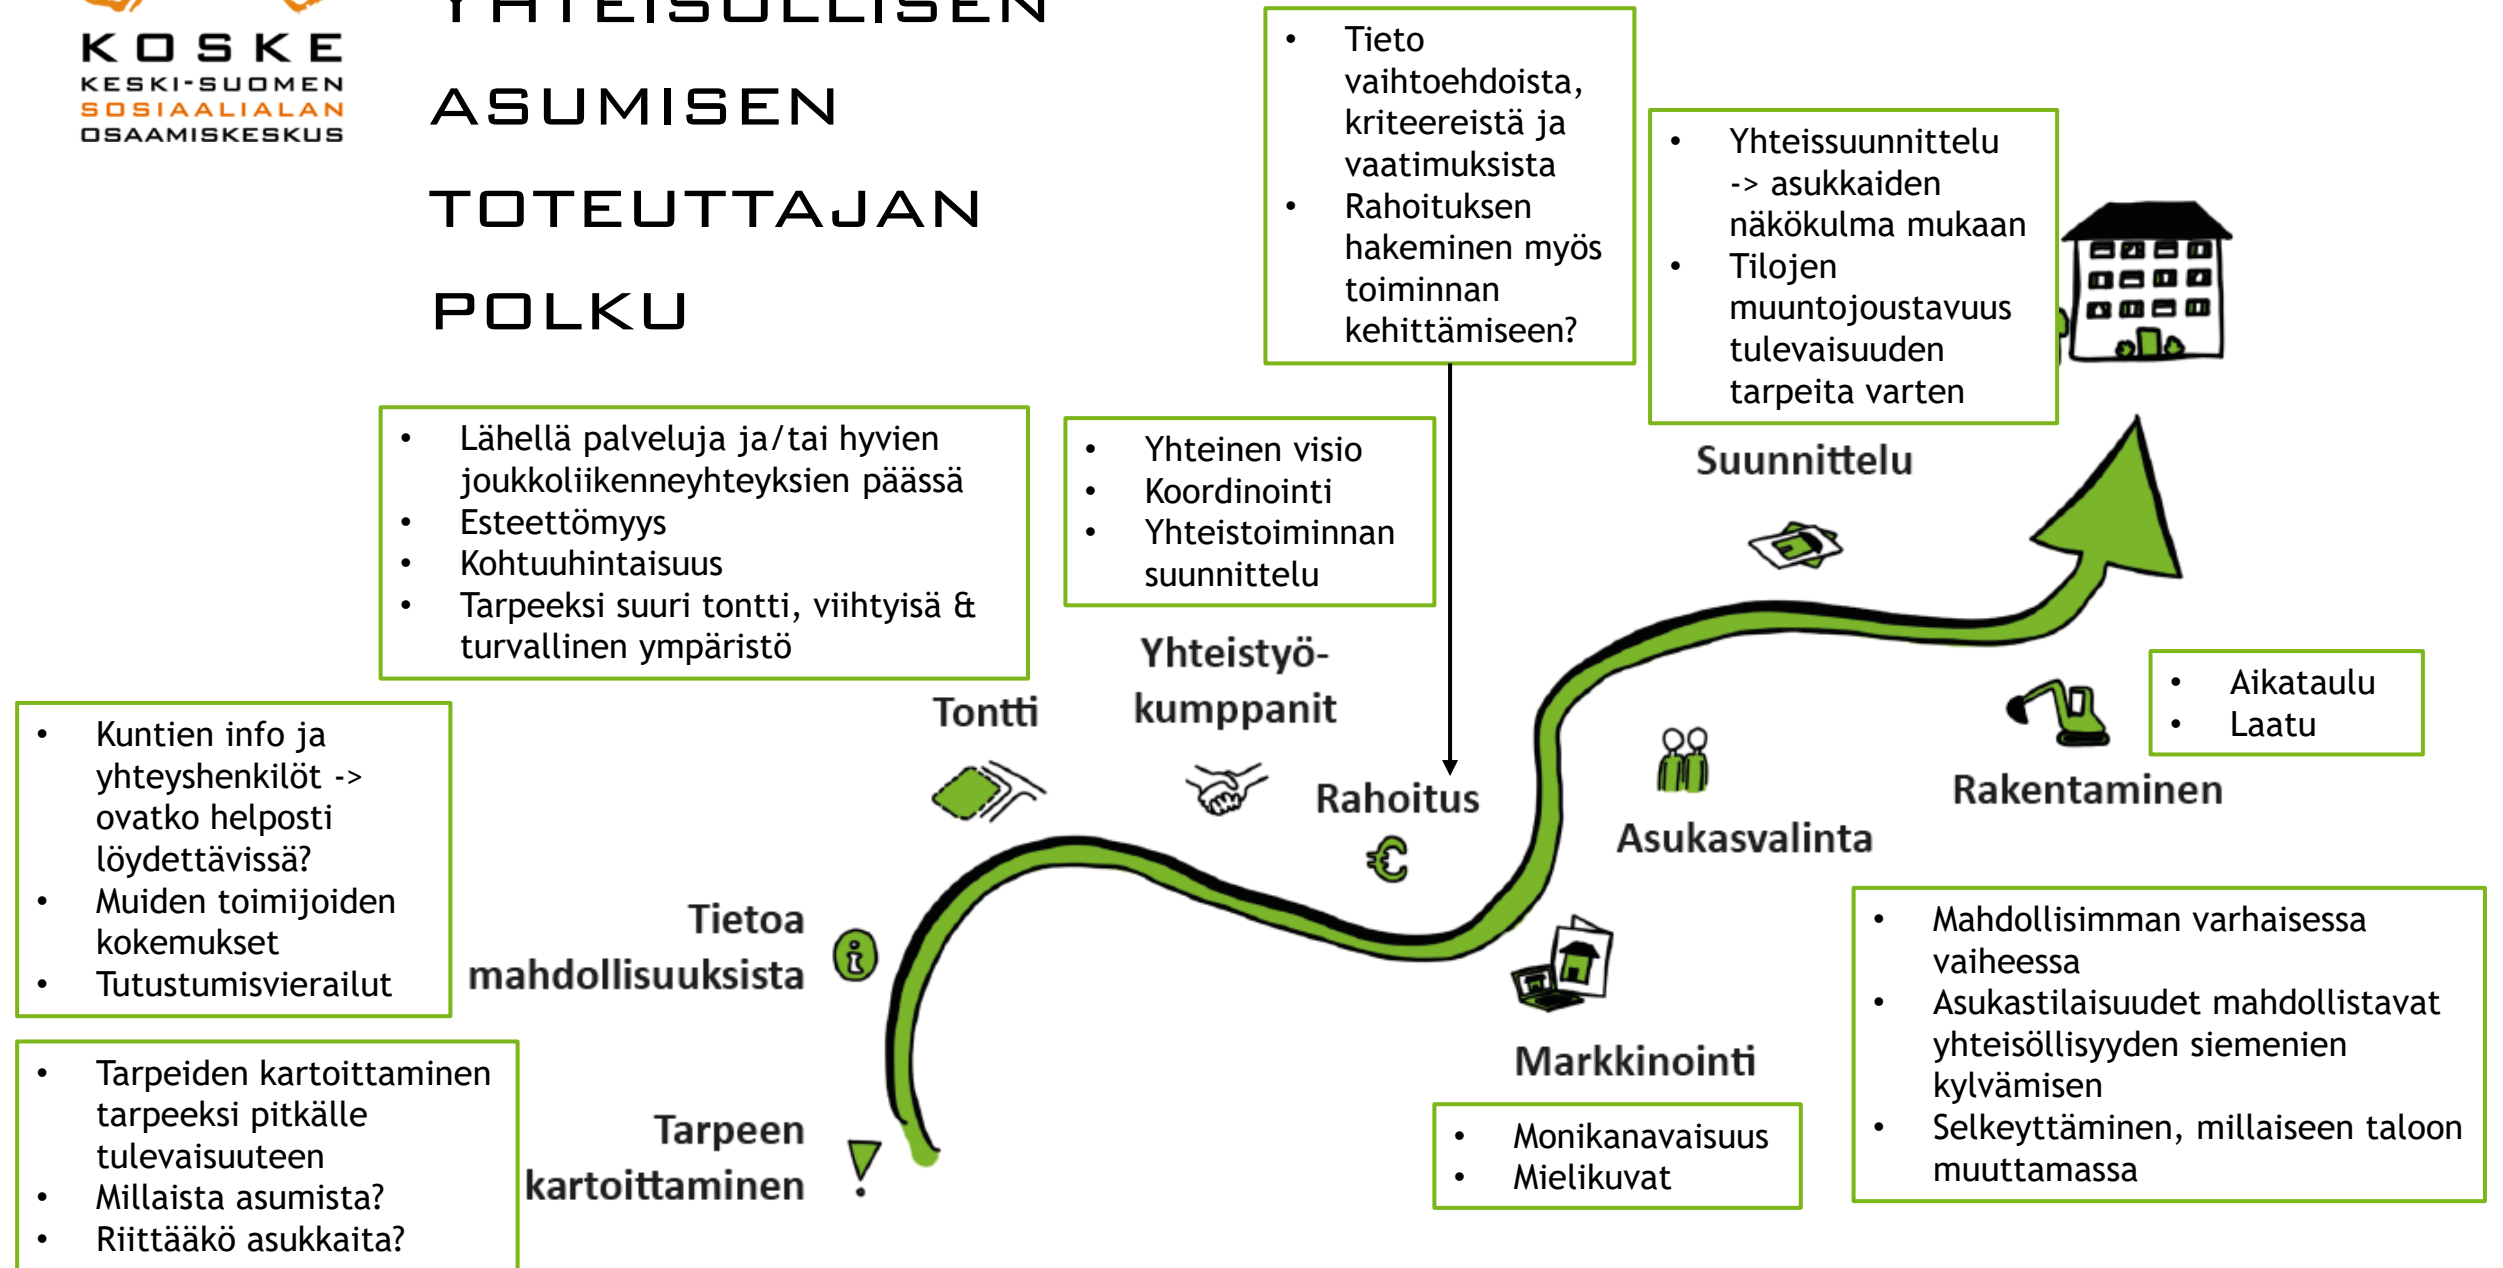 KOSKE
KESKI-SUOMEN
SOSIAALIALAN
OSAAMISKESKUS
YHTEISÖLLISEN
ASUMISEN
TOTEUTTAJAN
POLKU
• Tieto
vaihtoehdoista,
kriteereistä ja
vaatimuksista
• Rahoituksen
hakeminen myös
toiminnan
kehittämiseen?
• Yhteissuunnittelu
-> asukkaiden
näkökulma mukaan
• Tilojen
muuntojoustavuus
tulevaisuuden
tarpeita varten
• Lähellä palveluja ja/tai hyvien
joukkoliikenneyhteyksien päässä
• Esteettömyys
• Kohtuuhintaisuus
• Tarpeeksi suuri tontti, viihtyisä &
turvallinen ympäristö
• Yhteinen visio
• Koordinointi
• Yhteistoiminnan
suunnittelu
Suunnittelu
Yhteistyö-
kumppanit
Tontti
Rahoitus
• Aikataulu
• Laatu
Rakentaminen
Asukasvalinta
• Kuntien info ja
yhteyshenkilöt ->
ovatko helposti
löydettävissä?
• Muiden toimijoiden
kokemukset
• Tutustumisvierailut
Tietoa
mahdollisuuksista
• Mahdollisimman varhaisessa
vaiheessa
• Asukastilaisuudet mahdollistavat
yhteisöllisyyden siemenien
kylvämisen
• Selkeyttäminen, millaiseen taloon
muuttamassa
Markkinointi
• Monikanavaisuus
• Mielikuvat
• Tarpeiden kartoittaminen
tarpeeksi pitkälle
tulevaisuuteen
• Millaista asumista?
• Riittääkö asukkaita?
Tarpeen
kartoittaminen